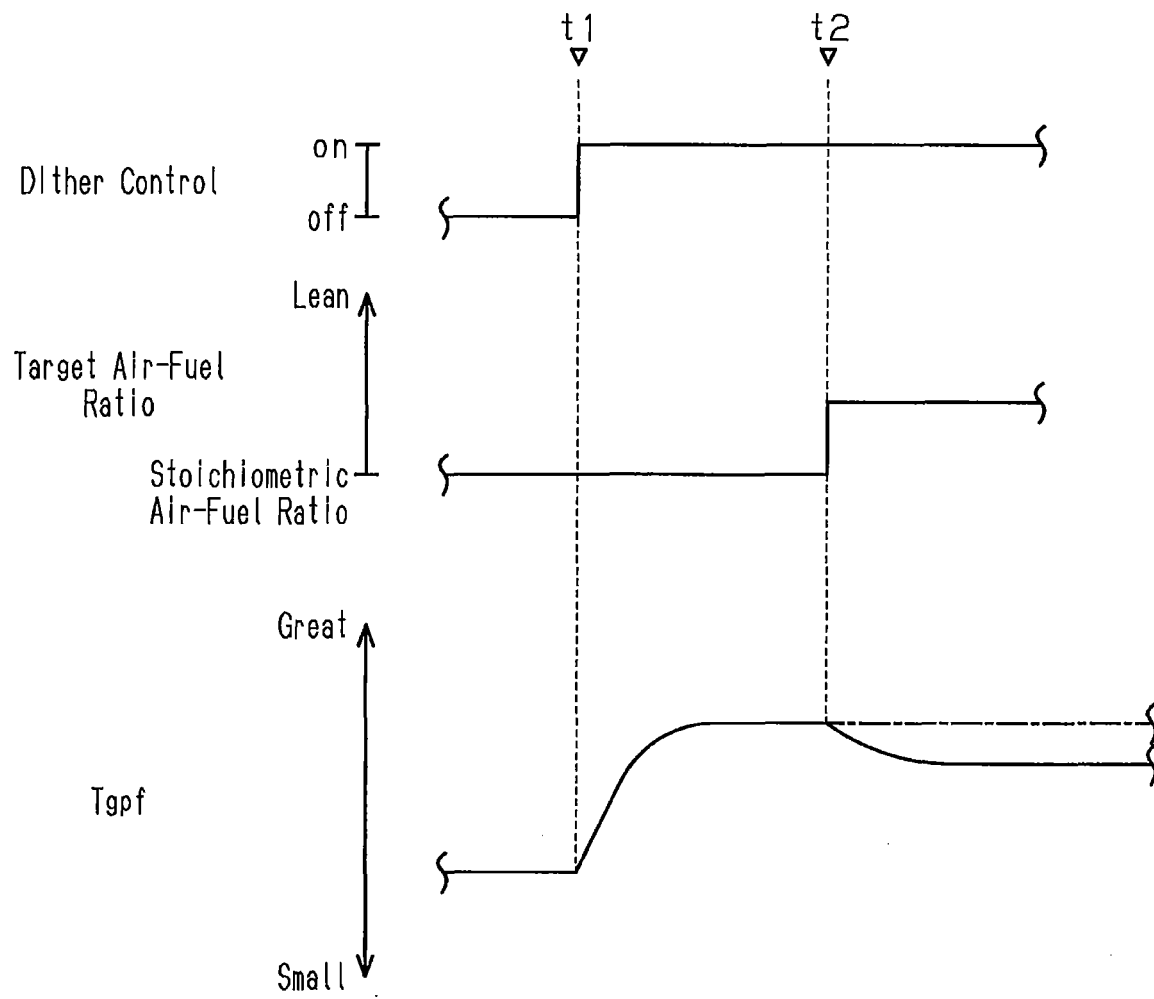 t1
t2
Dither Control
on
off
Lean
Target Air-Fuel
Ratio
Stoichiometric
Air-Fuel Ratio
Great
Tgpf
Small